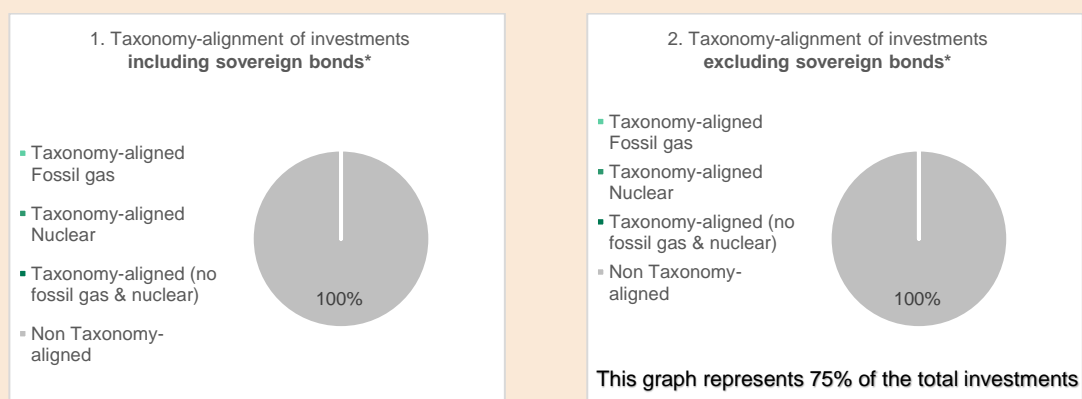 1. Taxonomy-alignment of investments
including sovereign bonds*
Taxonomy-aligned
Fossil gas
Taxonomy-aligned
Nuclear
Taxonomy-aligned (no
fossil gas & nuclear)
Non Taxonomy-
aligned
100%
2. Taxonomy-alignment of investments
excluding sovereign bonds*
Taxonomy-aligned
Fossil gas
Taxonomy-aligned
Nuclear
Taxonomy-aligned (no
fossil gas & nuclear)
Non Taxonomy-
aligned
100%
This graph represents 75% of the total investments